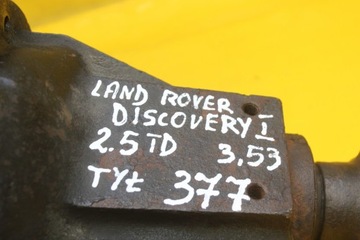 LAND ROVER
DISCOVERY I
2.5TD 3.53
TYŁ 377